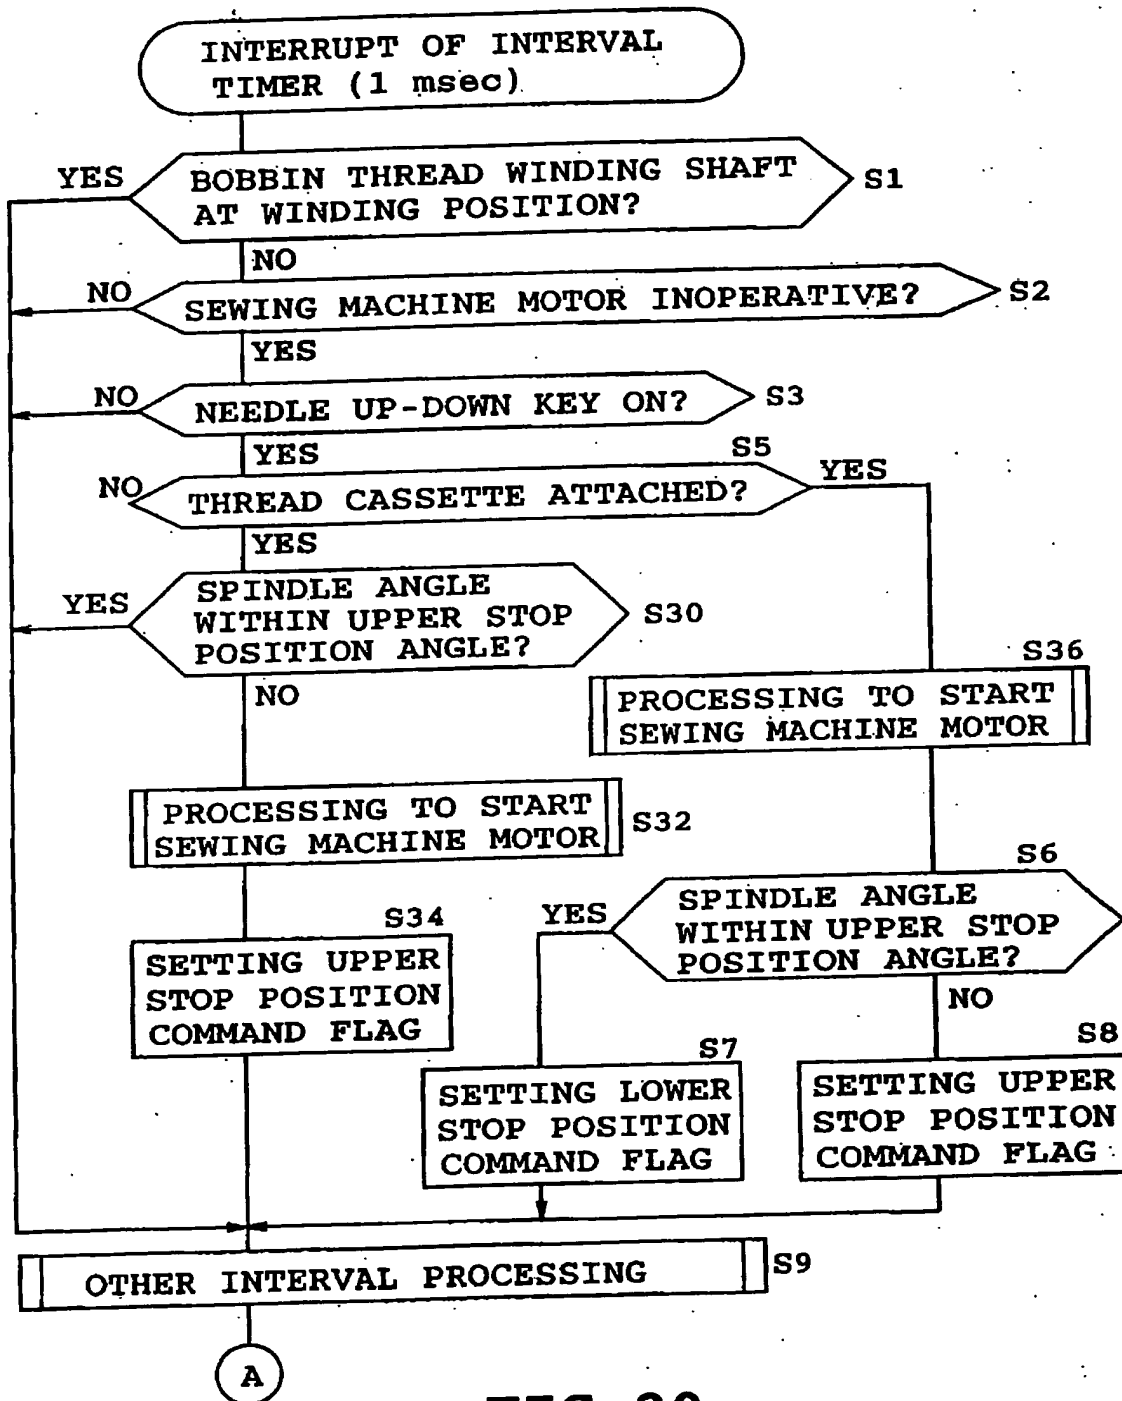 INTERRUPT OF INTERVAL
TIMER (1 msec)
YES
BOBBIN THREAD WINDING SHAFT
AT WINDING POSITION?
S1
NO
NO
SEWING MACHINE MOTOR INOPERATIVE?
S2
YES
NO
NEEDLE UP-DOWN KEY ON?
S3
YES
S5
NO
THREAD CASSETTE ATTACHED?
YES
YES
YES
SPINDLE ANGLE
WITHIN UPPER STOP
POSITION ANGLE?
S30
NO
S36
PROCESSING TO START
SEWING MACHINE MOTOR
PROCESSING TO START
SEWING MACHINE MOTOR
S32
S6
YES
SPINDLE ANGLE
WITHIN UPPER STOP
POSITION ANGLE?
NO
S34
SETTING UPPER
STOP POSITION
COMMAND FLAG
S7
SETTING LOWER
STOP POSITION
COMMAND FLAG
S8
SETTING UPPER
STOP POSITION
COMMAND FLAG
OTHER INTERVAL PROCESSING
S9
A